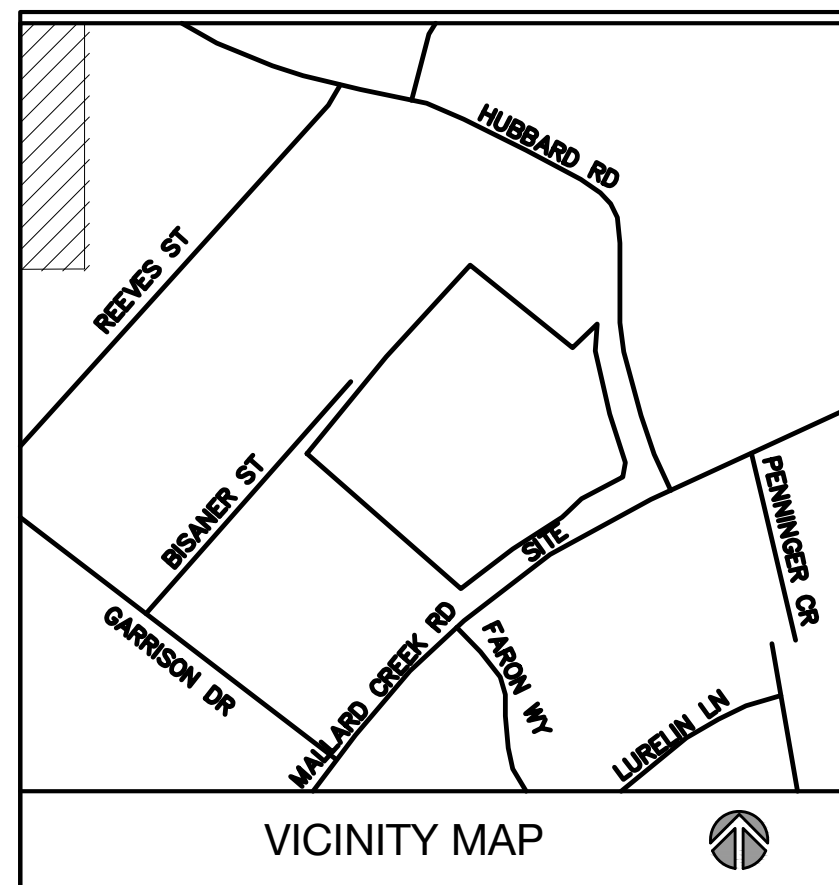 HUBBARD RD
REEVES ST
BISANER ST
SITE
PENNINGER CR
GARRISON DR
MALLARD CREEK RD
FARON WY
LURELIN LN
VICINITY MAP